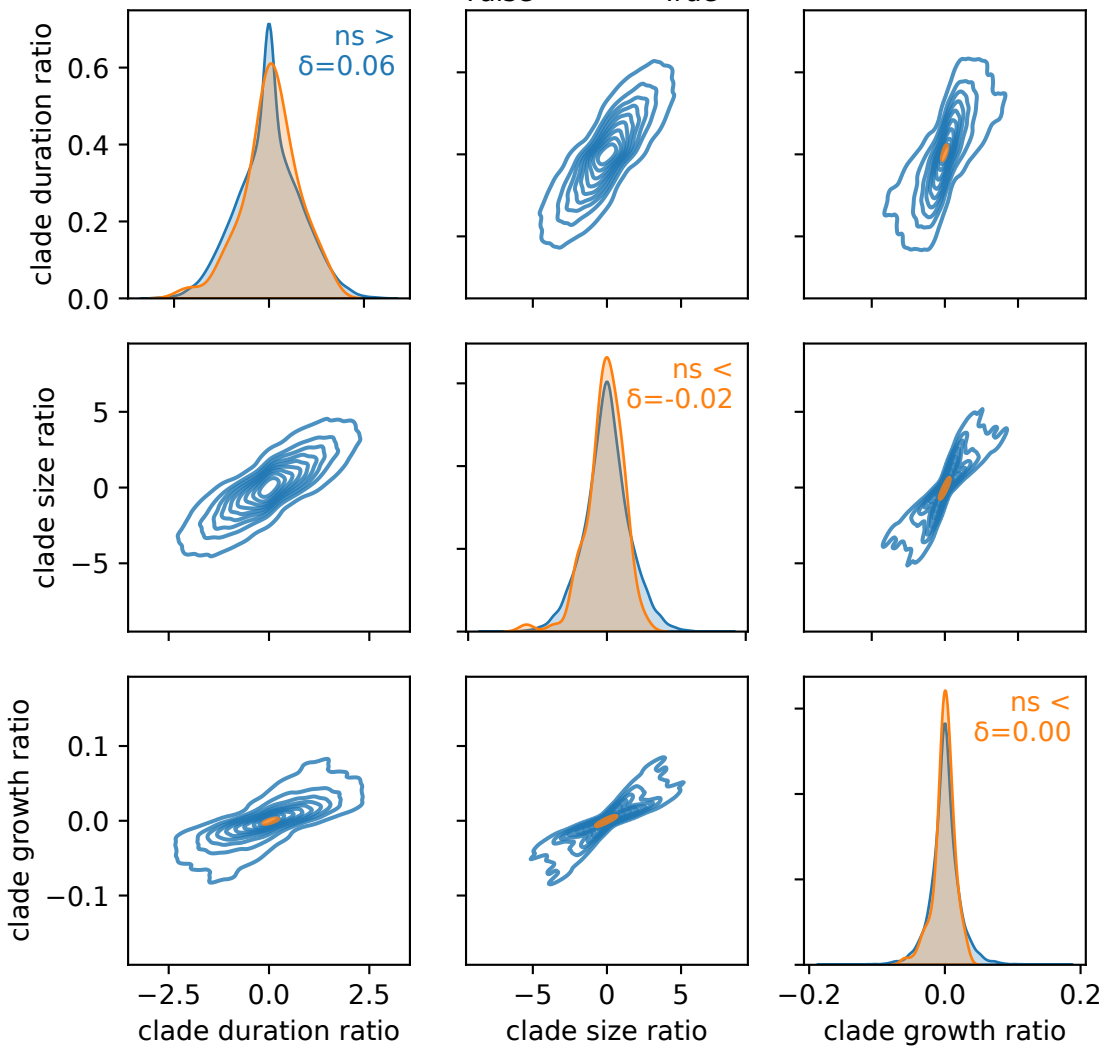 clade duration ratio
0.6
0.4
0.2
0.0
ns >
δ=0.06
clade size ratio
5
0
−5
ns <
δ=-0.02
clade growth ratio
0.1
0.0
−0.1
ns <
δ=0.00
−2.5
0.0
2.5
−5
0
5
−0.2
0.0
0.2
clade duration ratio
clade size ratio
clade growth ratio